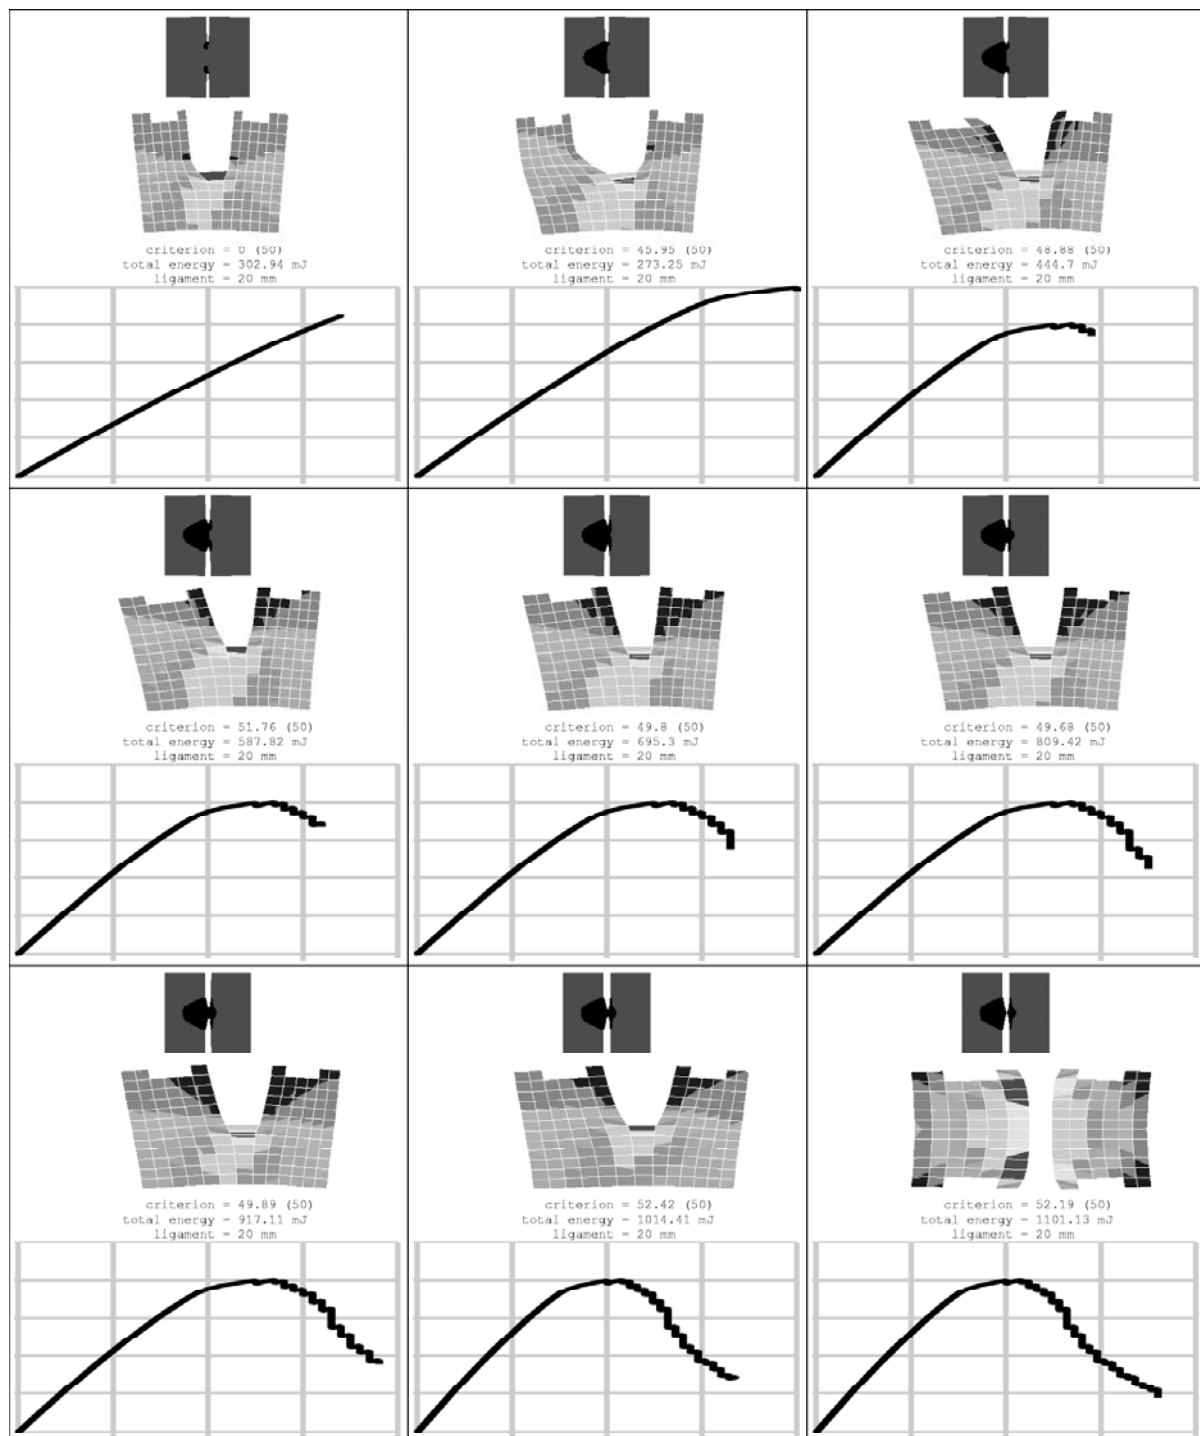 criterion = 0 (50)
total energy = 302.94 mJ
ligament = 20 mm
criterion = 45.95 (50)
total energy = 273.25 mJ
ligament = 20 mm
criterion = 48.88 (50)
total energy = 444.7 mJ
ligament = 20 mm
criterion = 51.76 (50)
total energy = 587.82 mJ
ligament = 20 mm
criterion = 49.8 (50)
total energy = 695.3 mJ
ligament = 20 mm
criterion = 49.68 (50)
total energy = 809.42 mJ
ligament = 20 mm
criterion = 49.89 (50)
total energy - 917.11 mJ
ligament = 20 mm
criterion = 52.42 (50)
total energy - 1014.41 mJ
ligament = 20 mm
criterion = 52.19 (50)
total energy - 1101.13 mJ
ligament = 20 mm